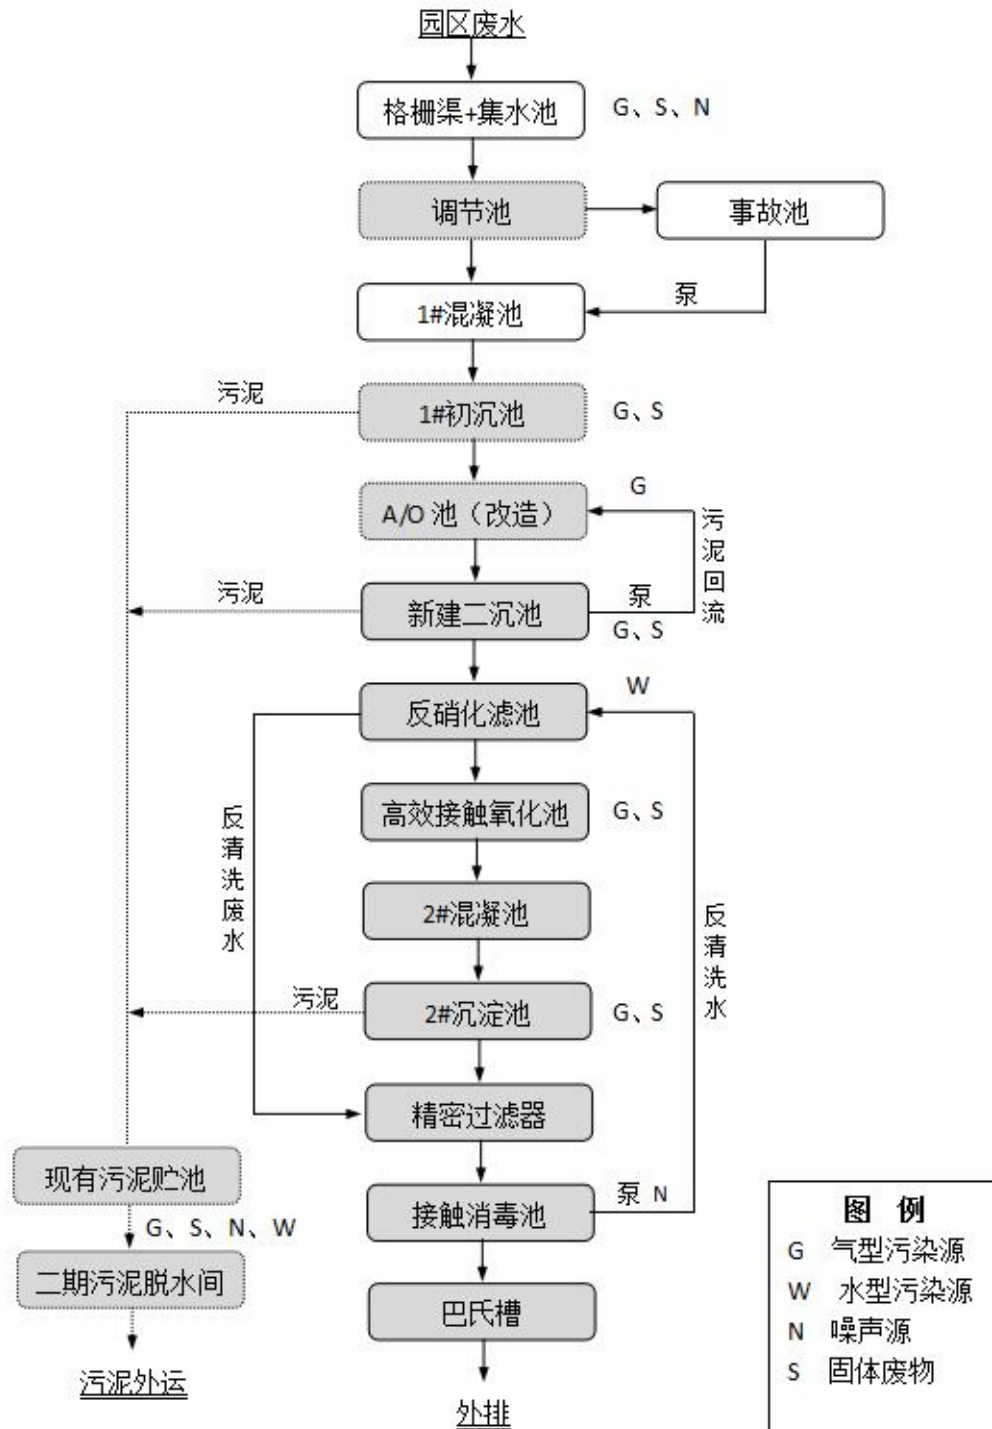 园区废水
格栅渠+集水池
G、S、N
调节池
事故池
泵
1#混凝池
污泥
1#初沉池
G、S
G
A/O 池（改造）
污泥回流
污泥
新建二沉池
泵
G、S
W
反硝化滤池
高效接触氧化池
G、S
反清洗废水
2#混凝池
反清洗水
污泥
2#沉淀池
G、S
精密过滤器
现有污泥贮池
接触消毒池
泵 N
G、S、N、W
二期污泥脱水间
巴氏槽
污泥外运
外排
图 例
G 气型污染源
W 水型污染源
N 噪声源
S 固体废物